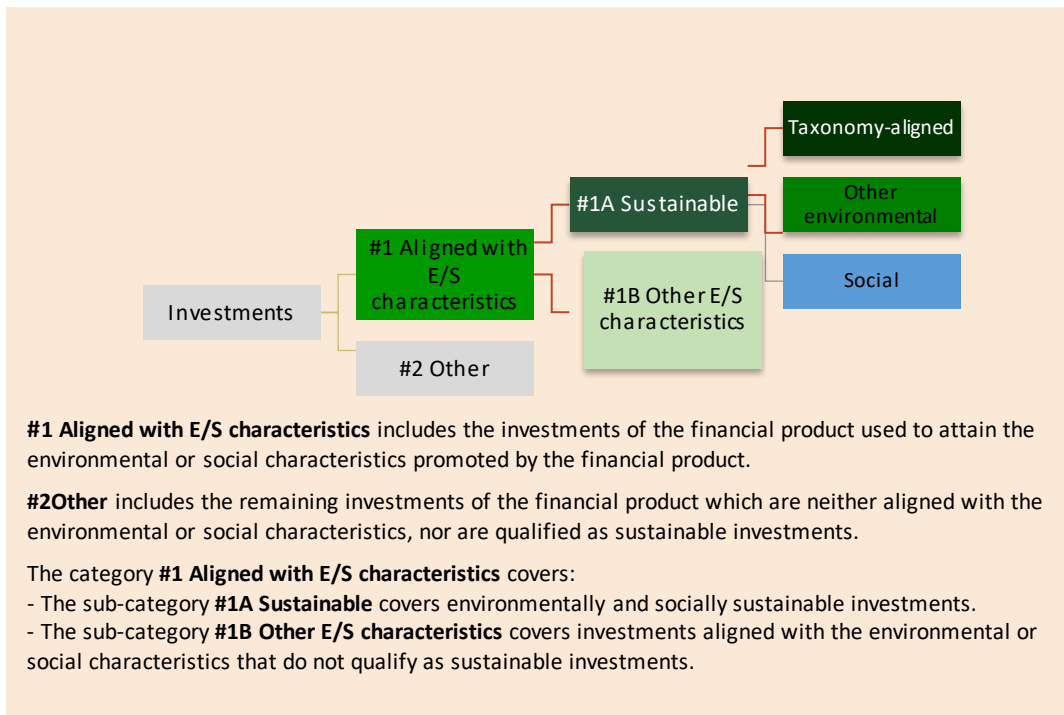 Taxonomy-aligned
#1A Sustainable
Other
environmental
#1 Aligned with
E/S
characteristics
Social
#1B Other E/S
characteristics
Investments
#2 Other
#1 Aligned with E/S characteristics includes the investments of the financial product used to attain the
environmental or social characteristics promoted by the financial product.
#2Other includes the remaining investments of the financial product which are neither aligned with the
environmental or social characteristics, nor are qualified as sustainable investments.
The category #1 Aligned with E/S characteristics covers:
- The sub-category #1A Sustainable covers environmentally and socially sustainable investments.
- The sub-category #1B Other E/S characteristics covers investments aligned with the environmental or
social characteristics that do not qualify as sustainable investments.